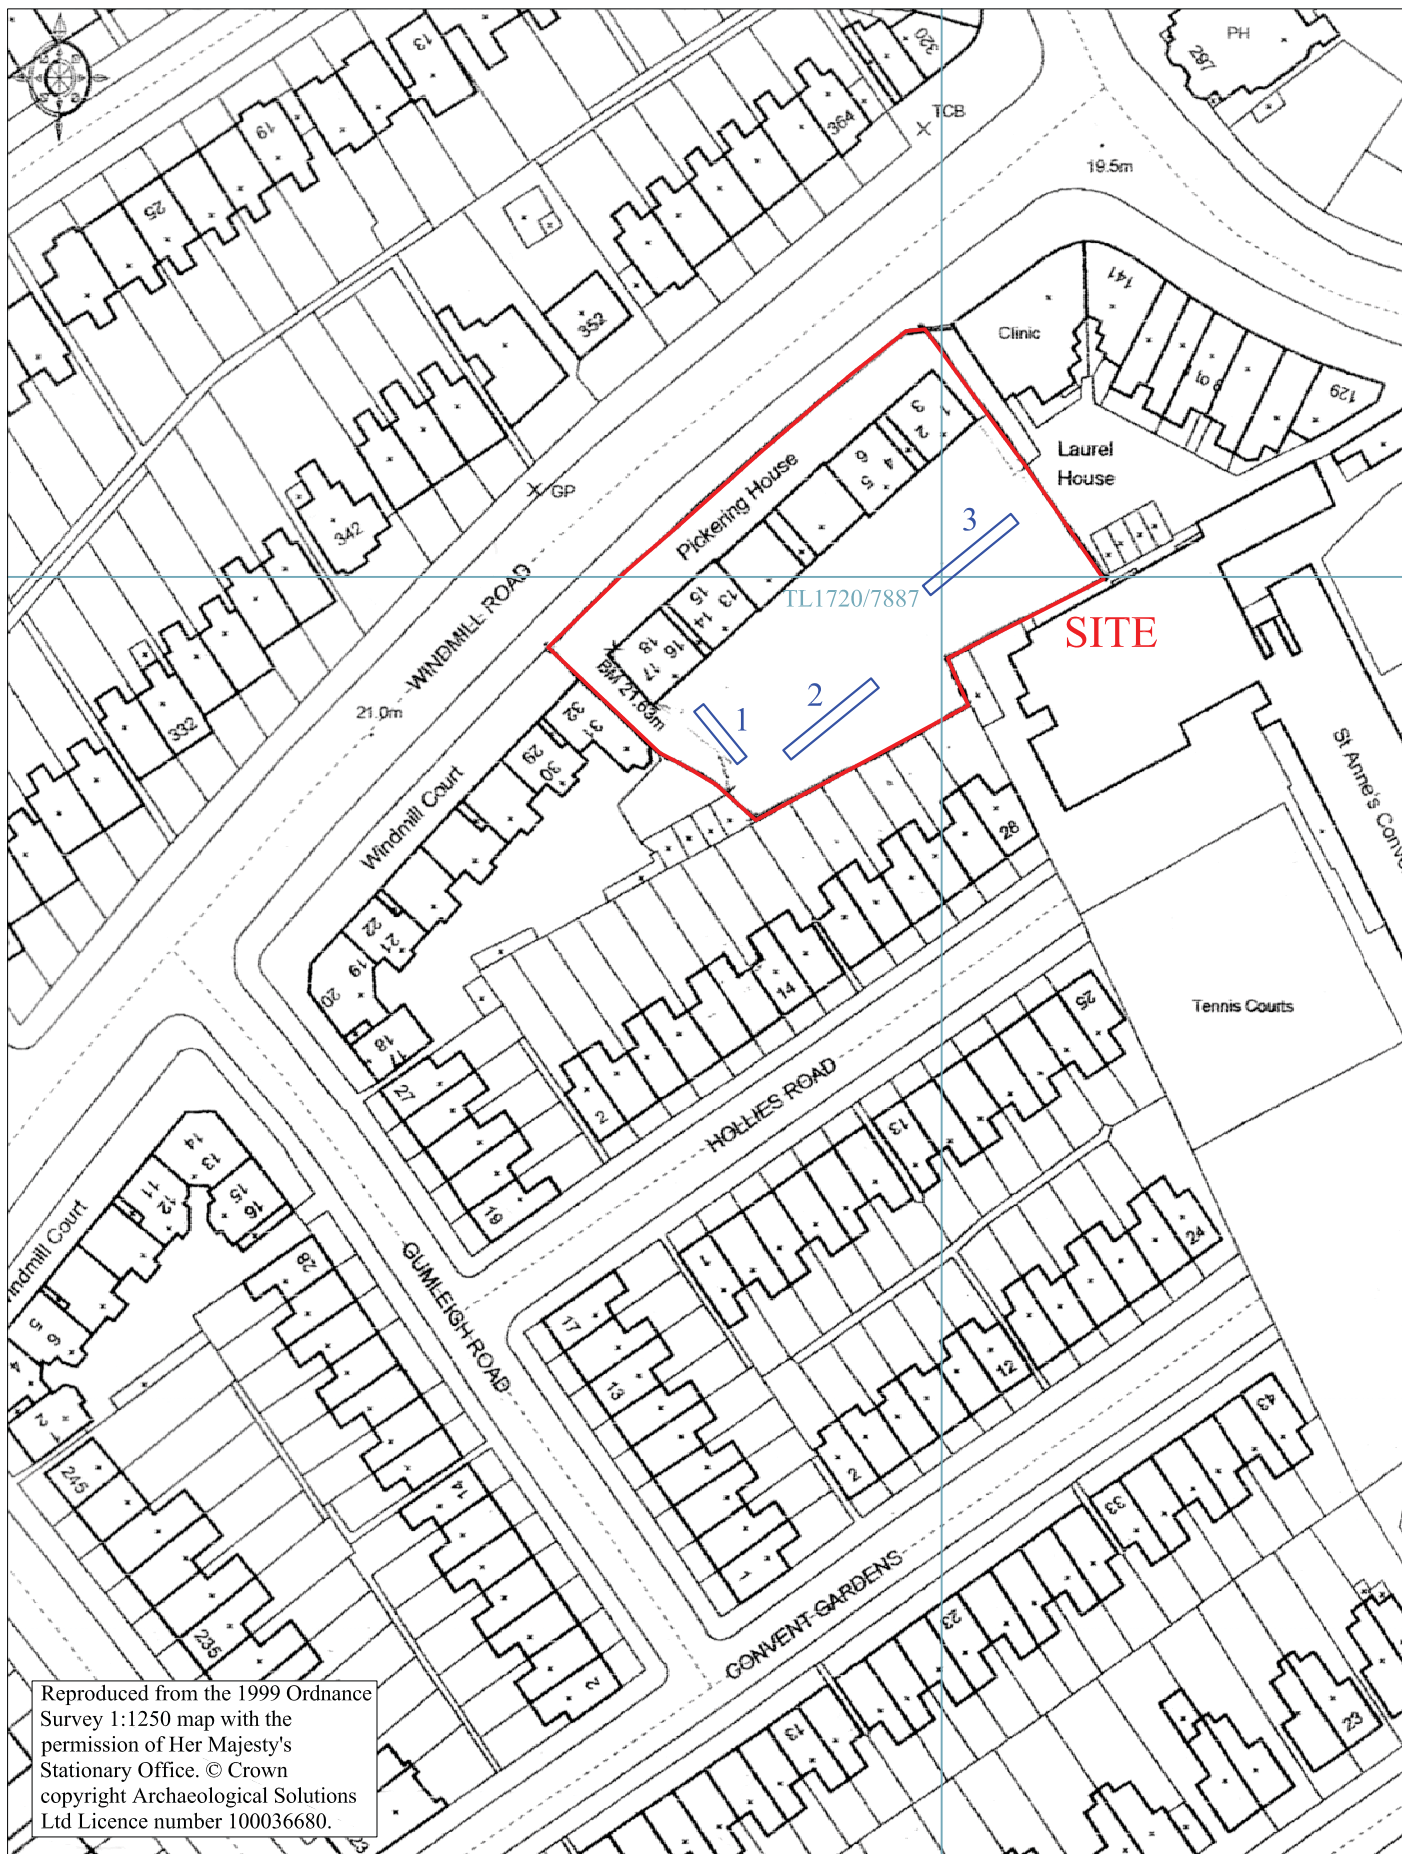 13
320
PH
297
TCB
364
19
19.5m
25
352
Clinic
141
129
Laurel
House
3
1
2
6
4
5
Pickering House
GP
342
3
TL1720/7887
SITE
WINDMILL ROAD
15
13
14
16
18
17
BM 21.63m
1
2
21.0m
332
32
31
29
30
Windmill Court
28
St Anne's Conv
22
21
19
20
18
17
14
27
2
19
25
Tennis Courts
HOLLIES ROAD
13
14
13
11
12
15
16
indmill Court
28
1
24
GUMLEIGH ROAD
17
13
12
5
6
4
2
1
245
14
2
43
33
1
235
CONVENT GARDENS
23
2
13
23
23
Reproduced from the 1999 Ordnance
Survey 1:1250 map with the
permission of Her Majesty's
Stationary Office. © Crown
copyright Archaeological Solutions
Ltd Licence number 100036680.